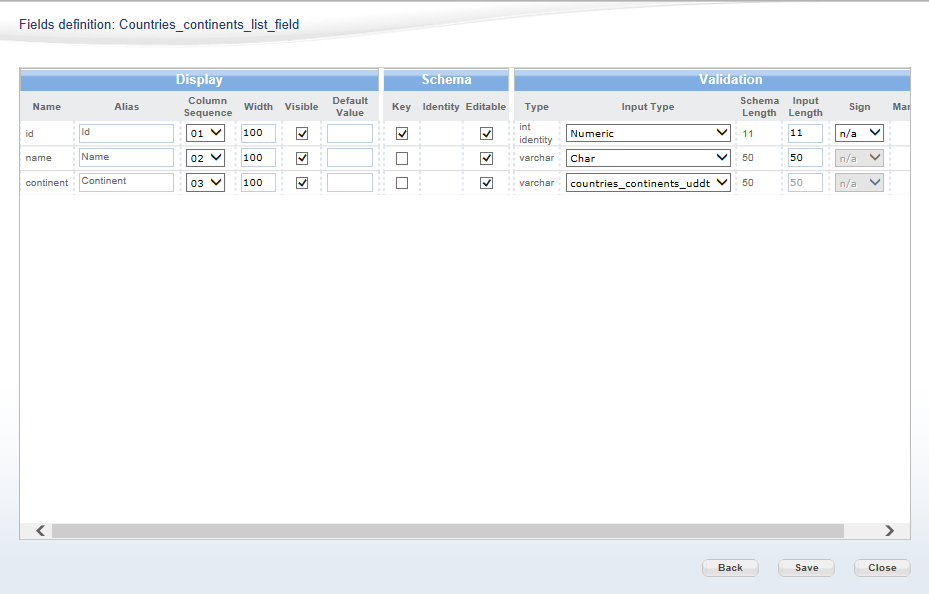 Fields definition: Countries_continents_list_field
Display Schema Validation
Name Alias Column Sequence Width Visible Default Value Key Identity Editable Type Input Type Schema Length Input Length Sign Mar
id Id 01 100 int identity Numeric 11 11 n/a
name Name 02 100 varchar Char 50 50 n/a
continent Continent 03 100 varchar countries_continents_uddt 50 50 n/a
Back Save Close